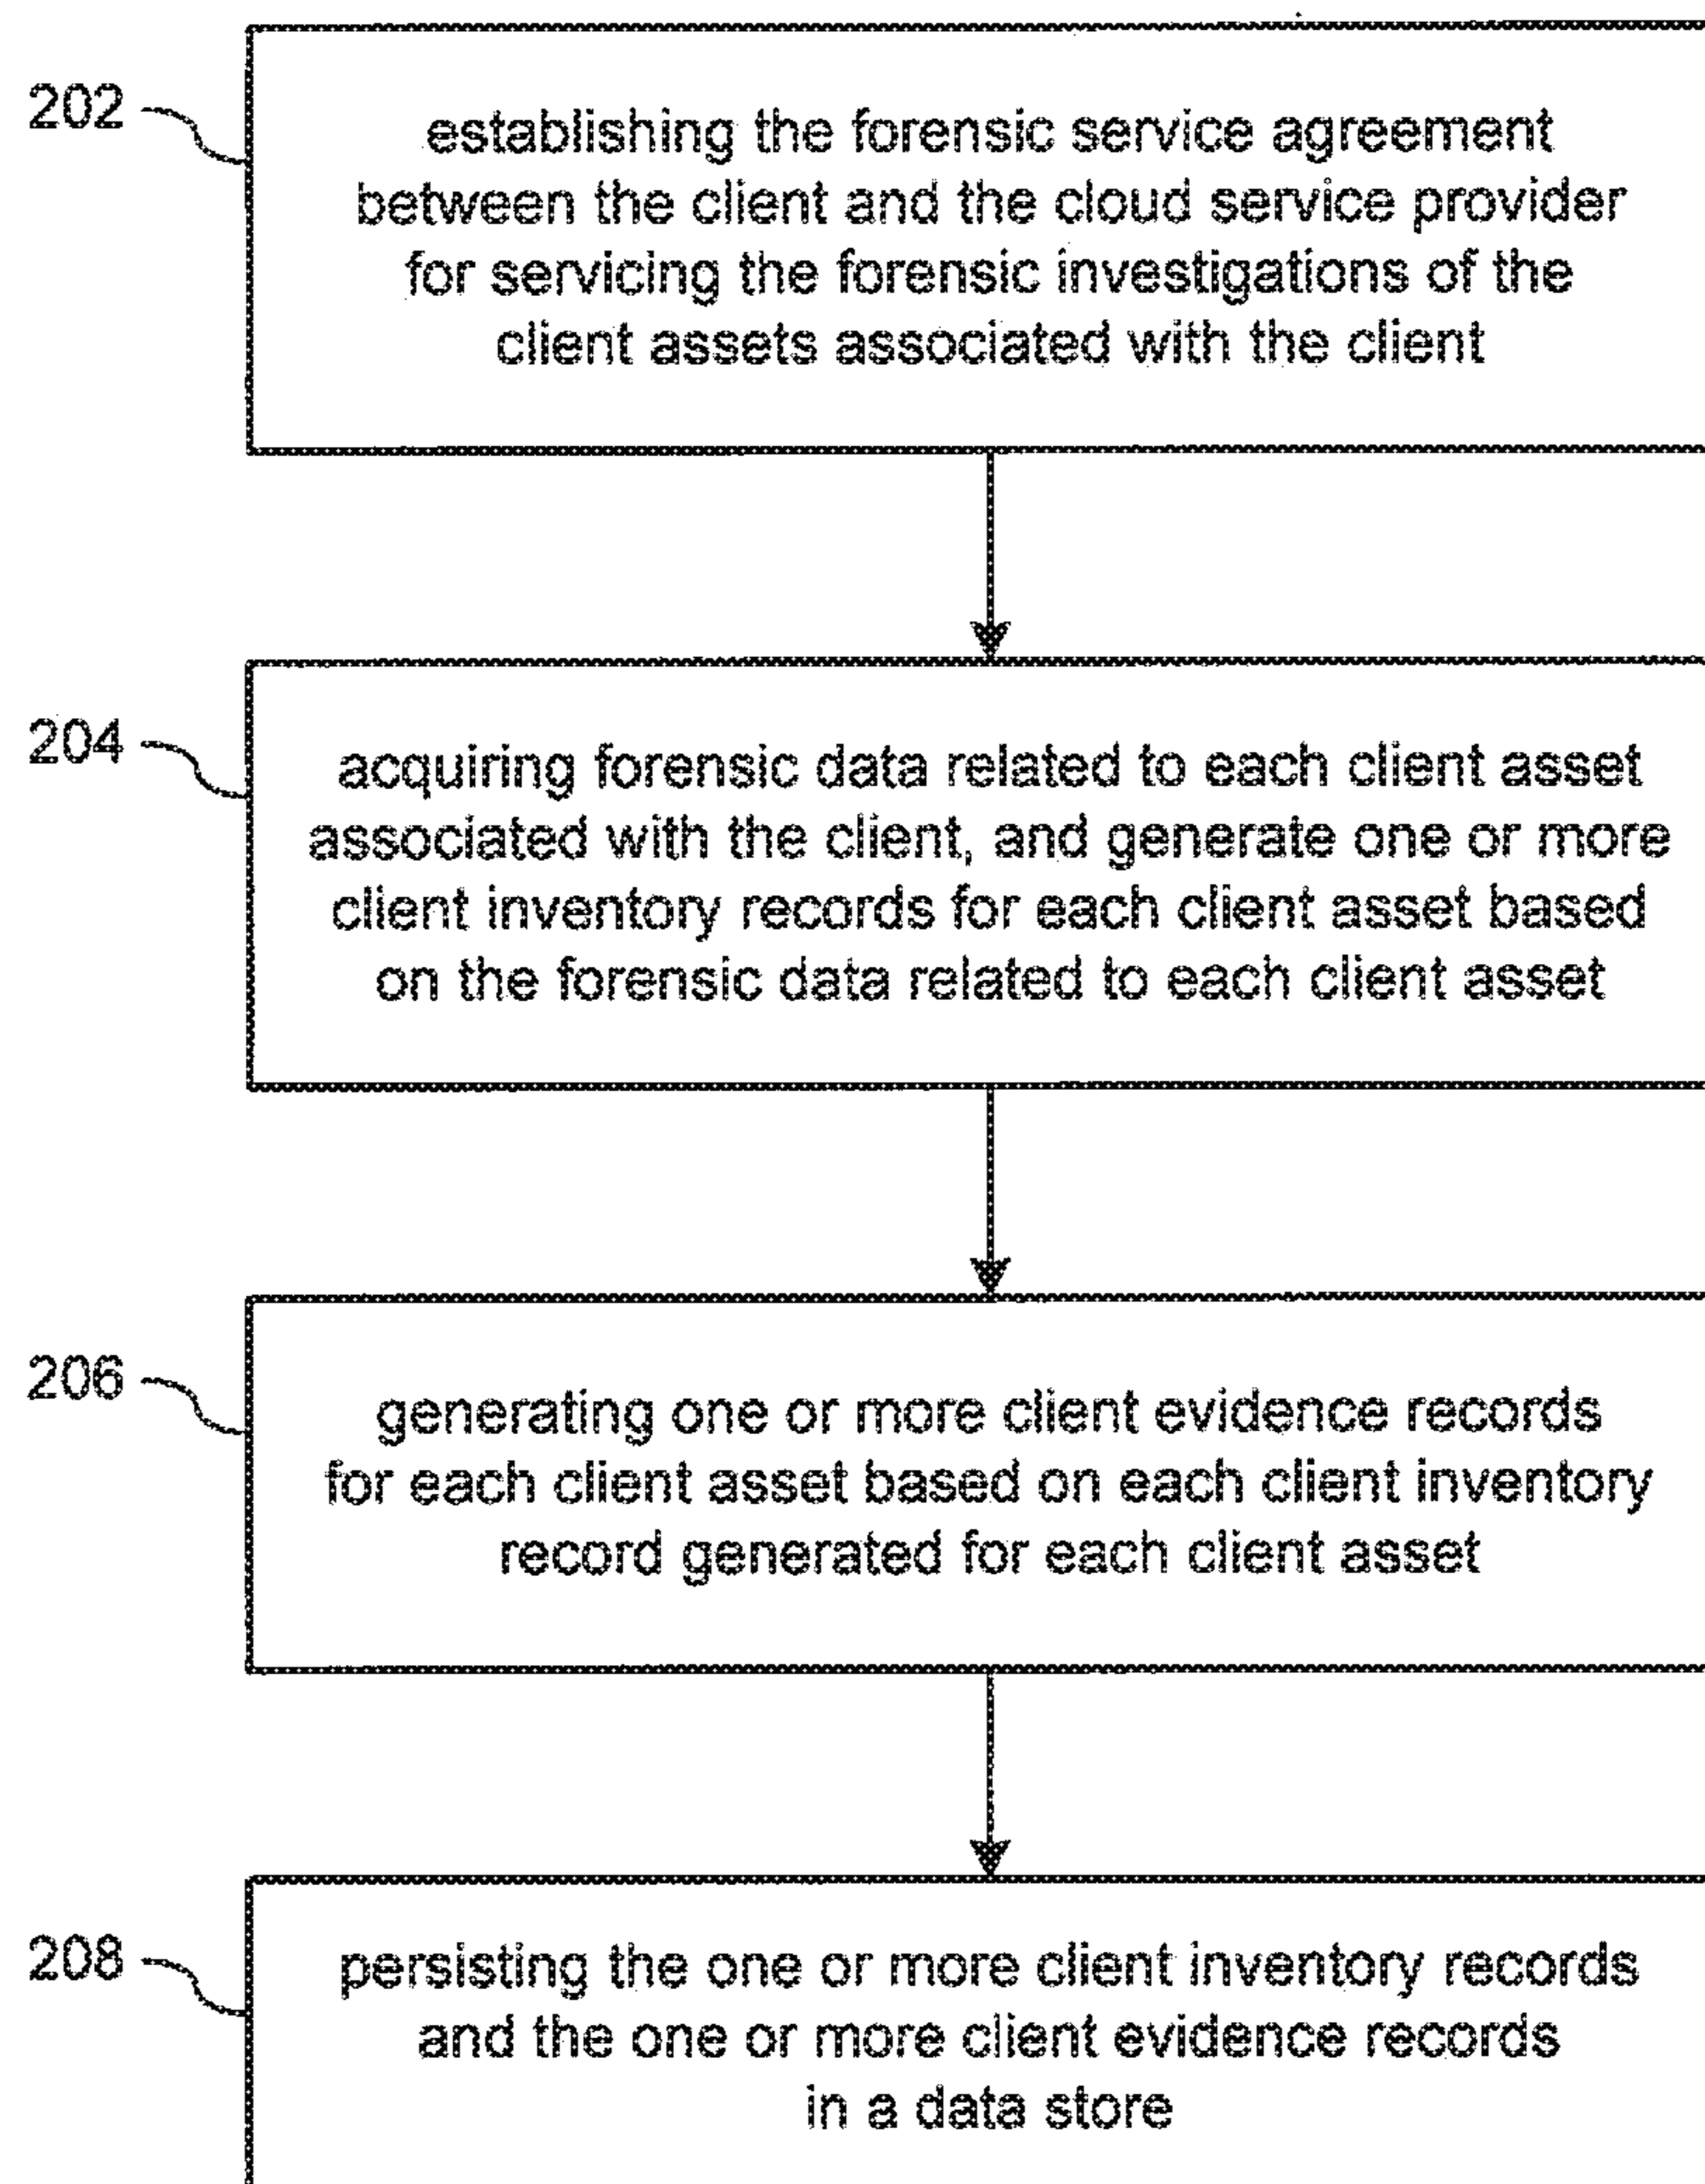 202
establishing the forensic service agreement
between the client and the cloud service provider
for servicing the forensic investigations of the
client assets associated with the client
204
acquiring forensic data related to each client asset
associated with the client, and generate one or more
client inventory records for each client asset based
on the forensic data related to each client asset
206
generating one or more client evidence records
for each client asset based on each client inventory
record generated for each client asset
208
persisting the one or more client inventory records
and the one or more client evidence records
in a data store